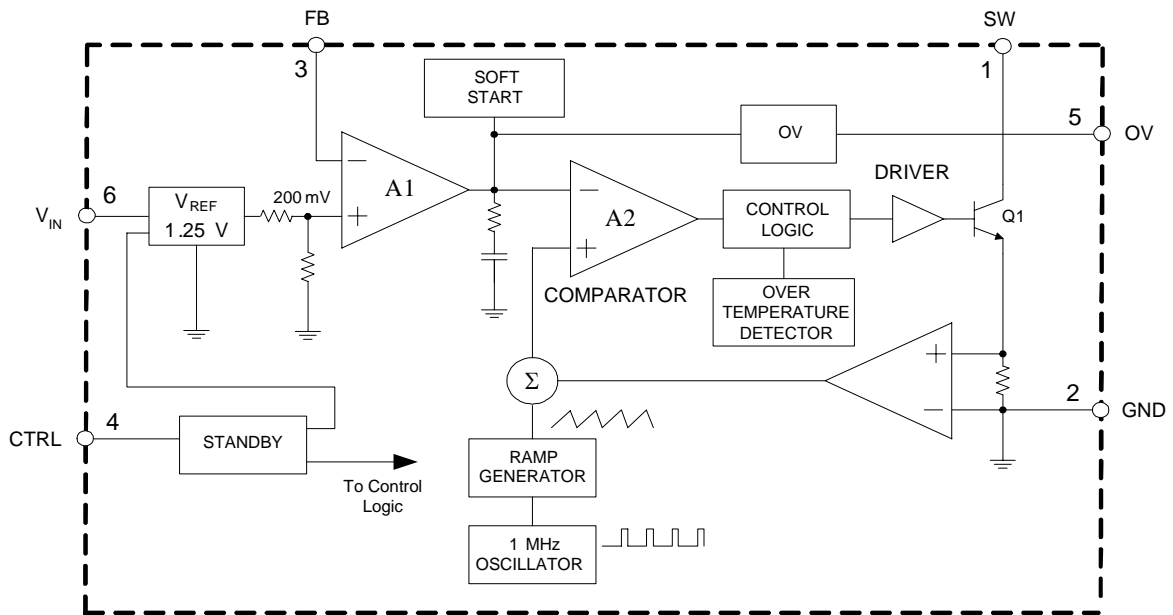 FB
SW
3
1
SOFT
START
5
OV
OV
A1
DRIVER
6
V_IN
V_REF
1.25 V
200 mV
A2
CONTROL
LOGIC
Q1
COMPARATOR
OVER
TEMPERATURE
DETECTOR
Σ
2
GND
CTRL
4
STANDBY
To Control
Logic
RAMP
GENERATOR
1 MHz
OSCILLATOR